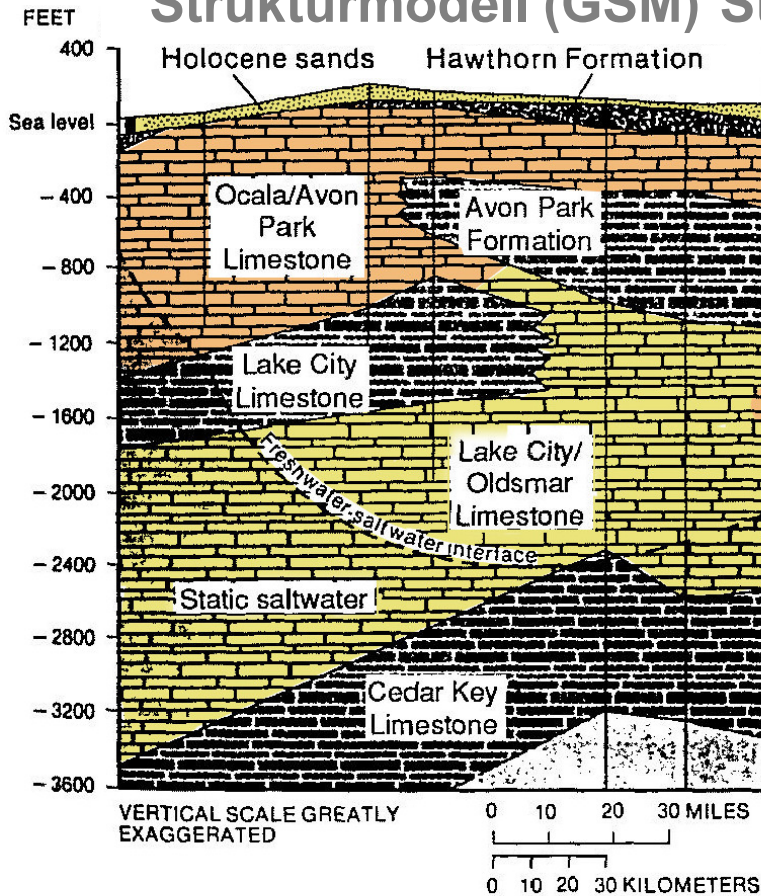 Strukturmodell (GSM) St
FEET
400
Holocene sands
Hawthorn Formation
Sea level
Ocala/Avon
Park
Limestone
Avon Park
Formation
– 400
– 800
– 1200
Lake City
Limestone
– 1600
Freshwater-saltwater interface
Lake City/
Oldsmar
Limestone
– 2000
– 2400
Static saltwater
– 2800
Cedar Key
Limestone
– 3200
– 3600
VERTICAL SCALE GREATLY
EXAGGERATED
0 10 20 30 MILES
0 10 20 30 KILOMETERS